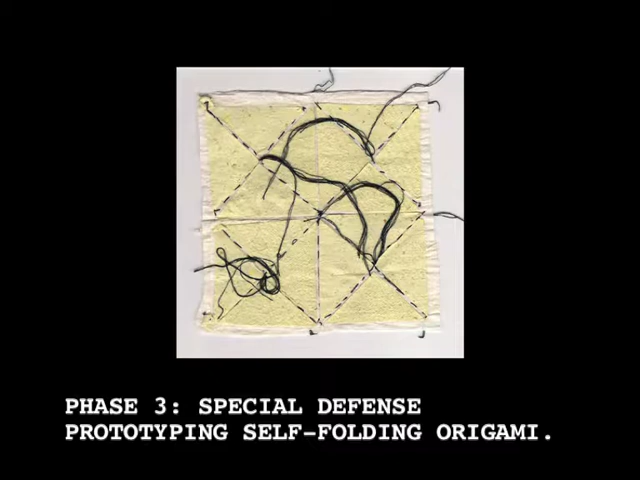 PHASE 3: SPECIAL DEFENSE
PROTOTYPING SELF-FOLDING ORIGAMI.